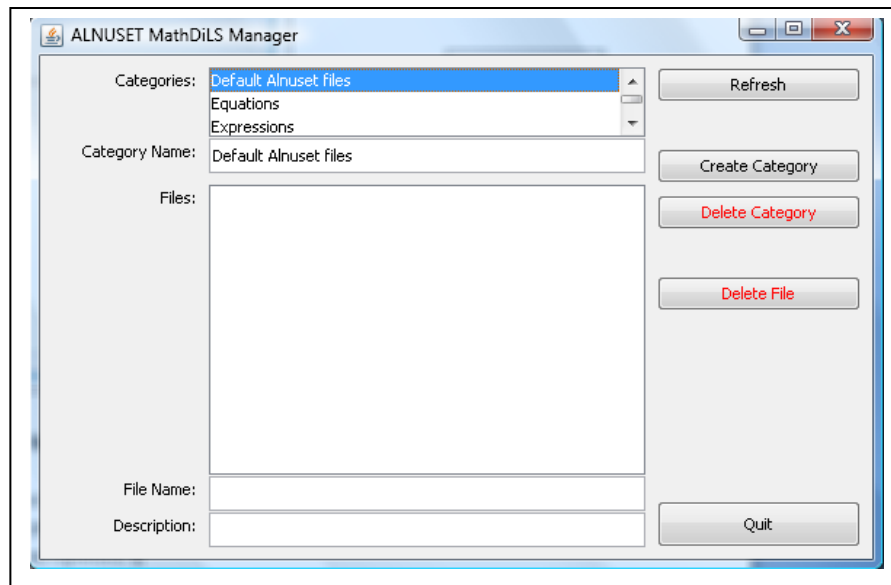 ALNUSET MathDiLS Manager
Categories:
Default Alnuset files
Equations
Expressions
Refresh
Category Name:
Default Alnuset files
Create Category
Files:
Delete Category
Delete File
File Name:
Description:
Quit